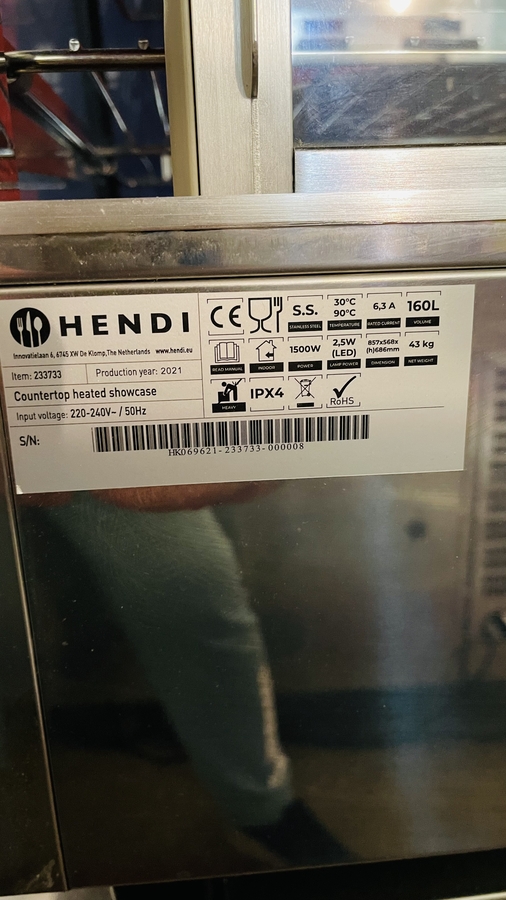 HENDI
Innovatielaan 6, 6745 XW De Klomp,The Netherlands www.hendi.eu
Item: 233733 Production year: 2021
Countertop heated showcase
Input voltage: 220-240V~ / 50Hz
S/N:
HK069621-233733-000008
CE
S.S.
STAINLESS STEEL
30°C
90°C
TEMPERATURE
6,3 A
RATED CURRENT
160L
VOLUME
READ MANUAL
INDOOR
1500W
POWER
2,5W
(LED)
LAMP POWER
857x568x
(h)686mm
DIMENSION
43 kg
NET WEIGHT
HEAVY
IPX4
RoHS